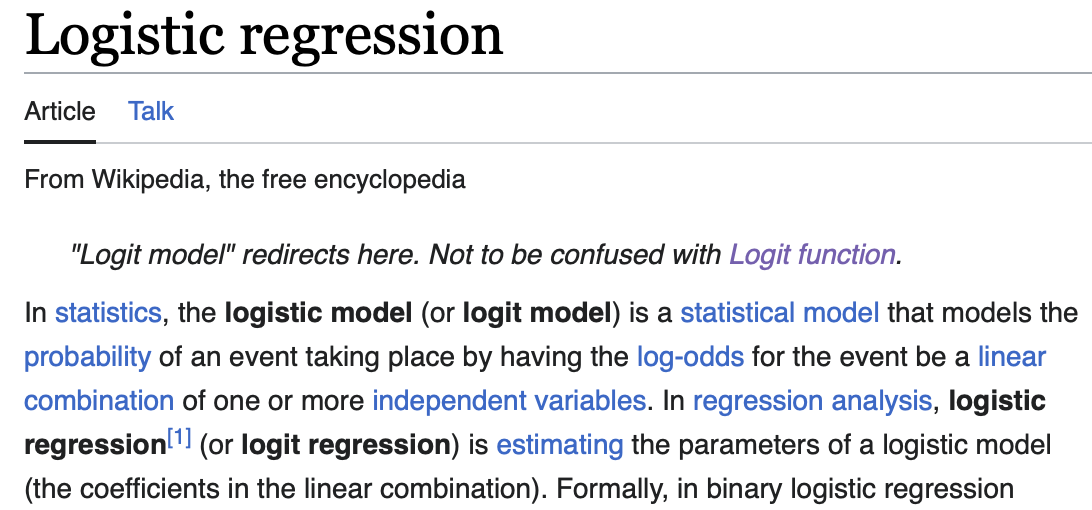 Logistic regression
Article Talk
From Wikipedia, the free encyclopedia
"Logit model" redirects here. Not to be confused with Logit function.
In statistics, the logistic model (or logit model) is a statistical model that models the
probability of an event taking place by having the log-odds for the event be a linear
combination of one or more independent variables. In regression analysis, logistic
regression[1] (or logit regression) is estimating the parameters of a logistic model
(the coefficients in the linear combination). Formally, in binary logistic regression